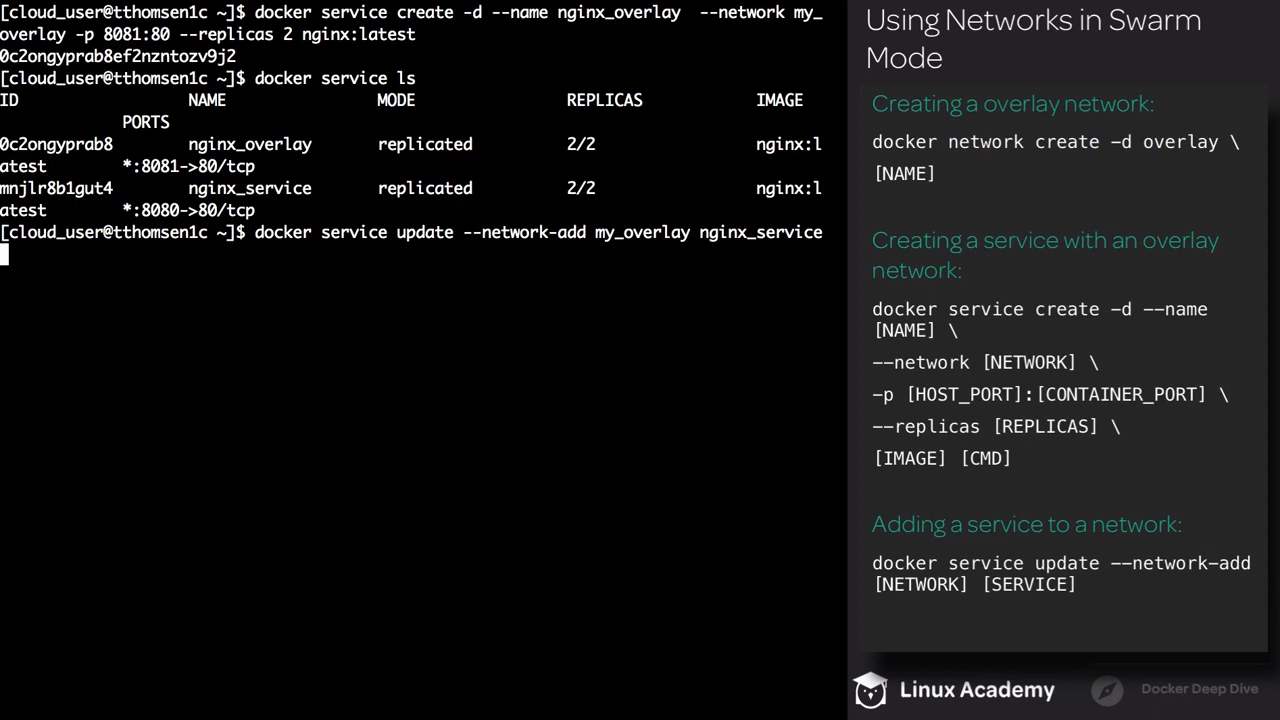 [cloud_user@tthomsen1c ~]$ docker service create -d --name nginx_overlay  --network my_
overlay -p 8081:80 --replicas 2 nginx:latest
0c2ongyprab8ef2nzntozv9j2
[cloud_user@tthomsen1c ~]$ docker service ls
ID                  NAME                MODE                REPLICAS            IMAGE
             PORTS
0c2ongyprab8        nginx_overlay       replicated          2/2                 nginx:l
atest        *:8081->80/tcp
mnjlr8b1gut4        nginx_service       replicated          2/2                 nginx:l
atest        *:8080->80/tcp
[cloud_user@tthomsen1c ~]$ docker service update --network-add my_overlay nginx_service
Using Networks in Swarm
Mode
Creating a overlay network:
docker network create -d overlay \
[NAME]
Creating a service with an overlay
network:
docker service create -d --name
[NAME] \
--network [NETWORK] \
-p [HOST_PORT]:[CONTAINER_PORT] \
--replicas [REPLICAS] \
[IMAGE] [CMD]
Adding a service to a network:
docker service update --network-add
[NETWORK] [SERVICE]
Linux Academy
Docker Deep Dive